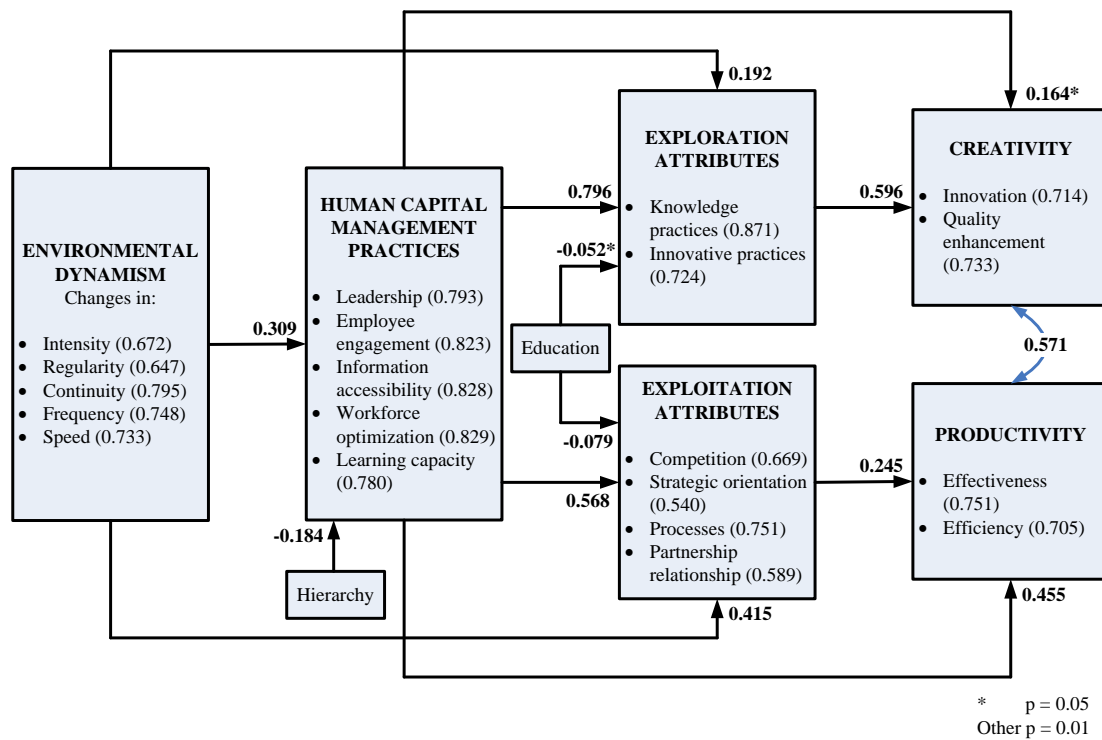 0.192
0.164*
ENVIRONMENTAL
DYNAMISM
Changes in:
• Intensity (0.672)
• Regularity (0.647)
• Continuity (0.795)
• Frequency (0.748)
• Speed (0.733)
0.309
HUMAN CAPITAL
MANAGEMENT
PRACTICES
• Leadership (0.793)
• Employee
engagement (0.823)
• Information
accessibility (0.828)
• Workforce
optimization (0.829)
• Learning capacity
(0.780)
-0.184
Hierarchy
0.796
-0.052*
Education
-0.079
0.568
EXPLORATION
ATTRIBUTES
• Knowledge
practices (0.871)
• Innovative practices
(0.724)
EXPLOITATION
ATTRIBUTES
• Competition (0.669)
• Strategic orientation
(0.540)
• Processes (0.751)
• Partnership
relationship (0.589)
0.415
0.596
0.245
CREATIVITY
• Innovation (0.714)
• Quality
enhancement
(0.733)
0.571
PRODUCTIVITY
• Effectiveness
(0.751)
• Efficiency (0.705)
0.455
* p = 0.05
Other p = 0.01